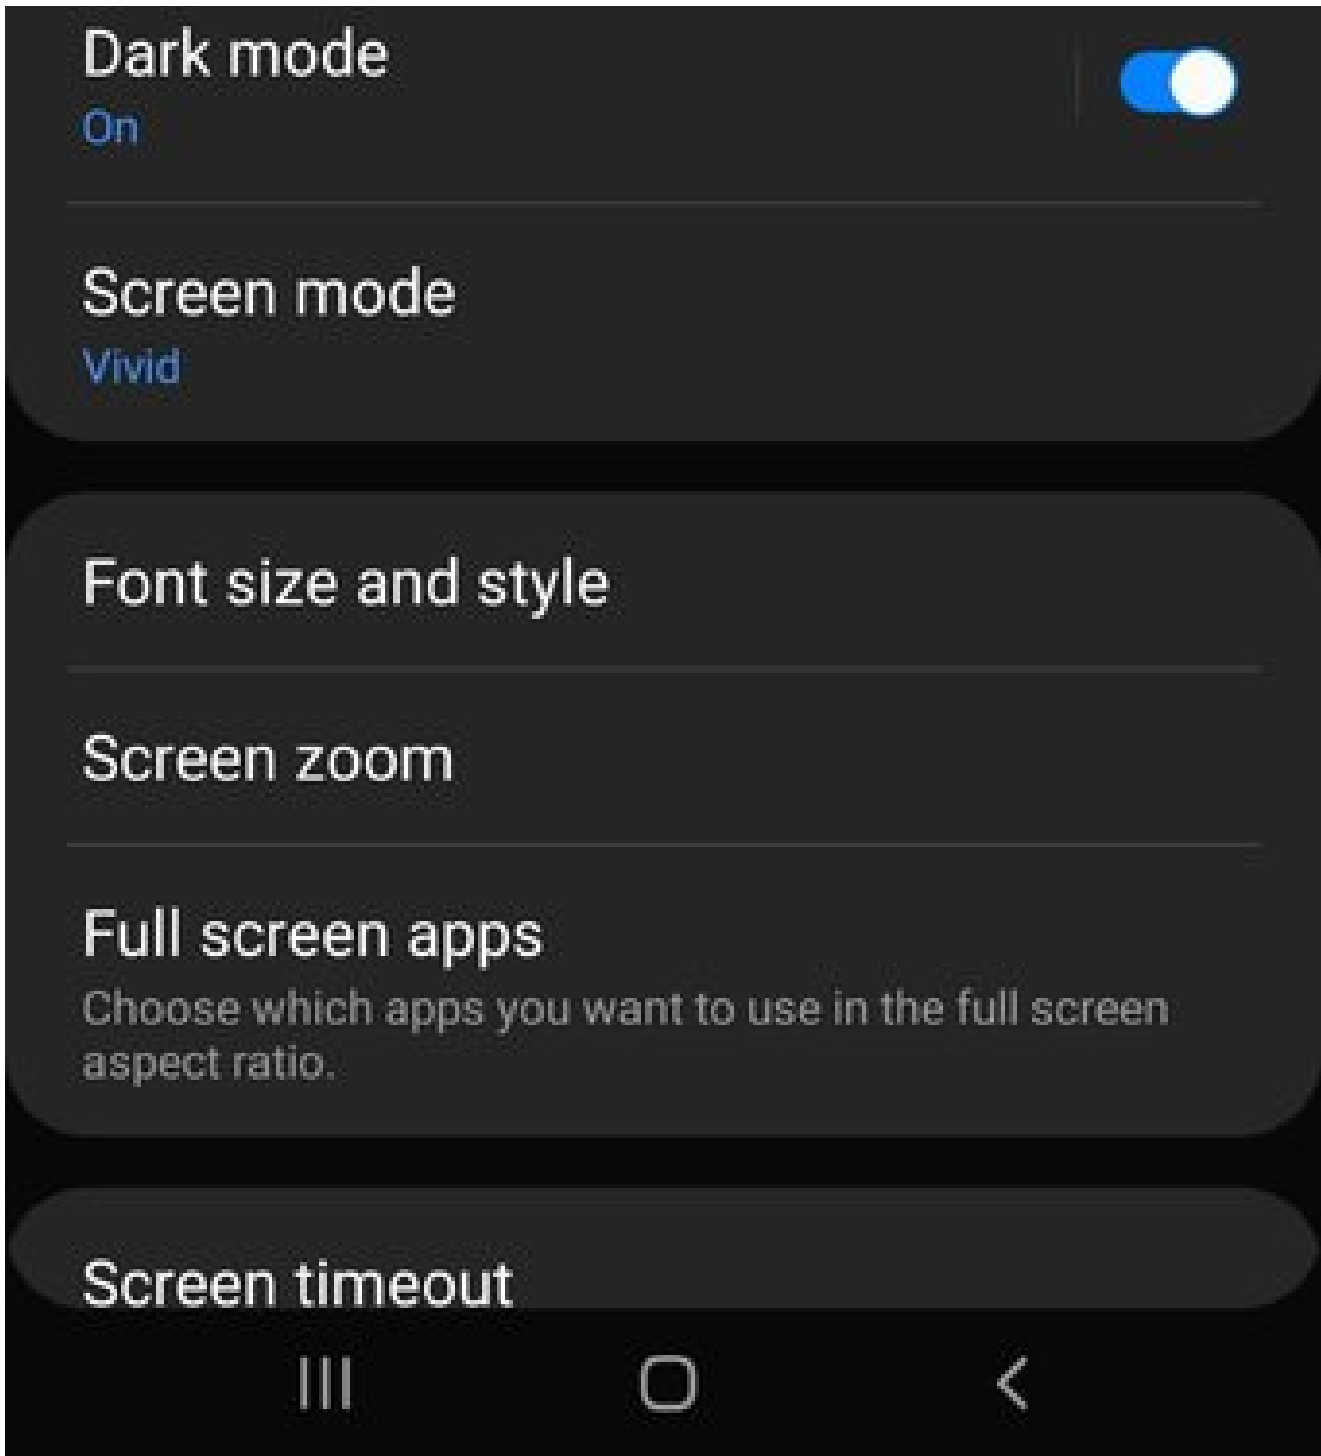 Dark mode
On
Screen mode
Vivid
Font size and style
Screen zoom
Full screen apps
Choose which apps you want to use in the full screen
aspect ratio.
Screen timeout